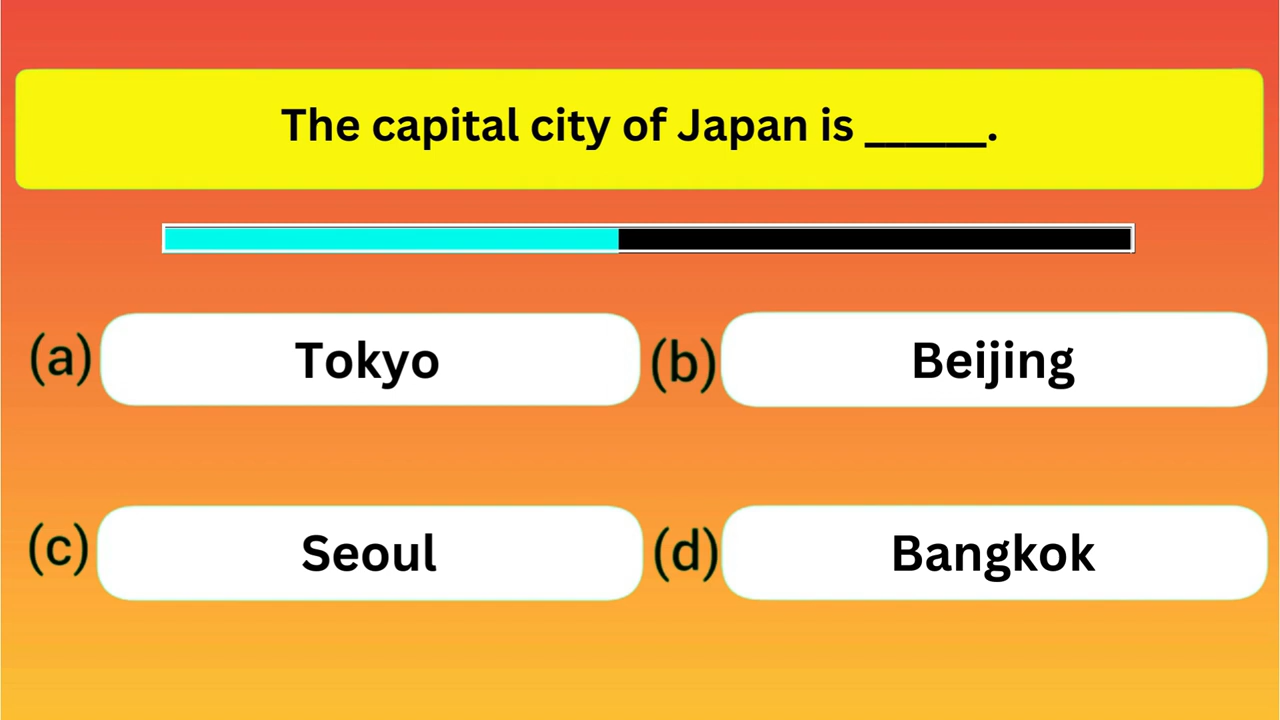 The capital city of Japan is ______.
(a) Tokyo
(b) Beijing
(c) Seoul
(d) Bangkok